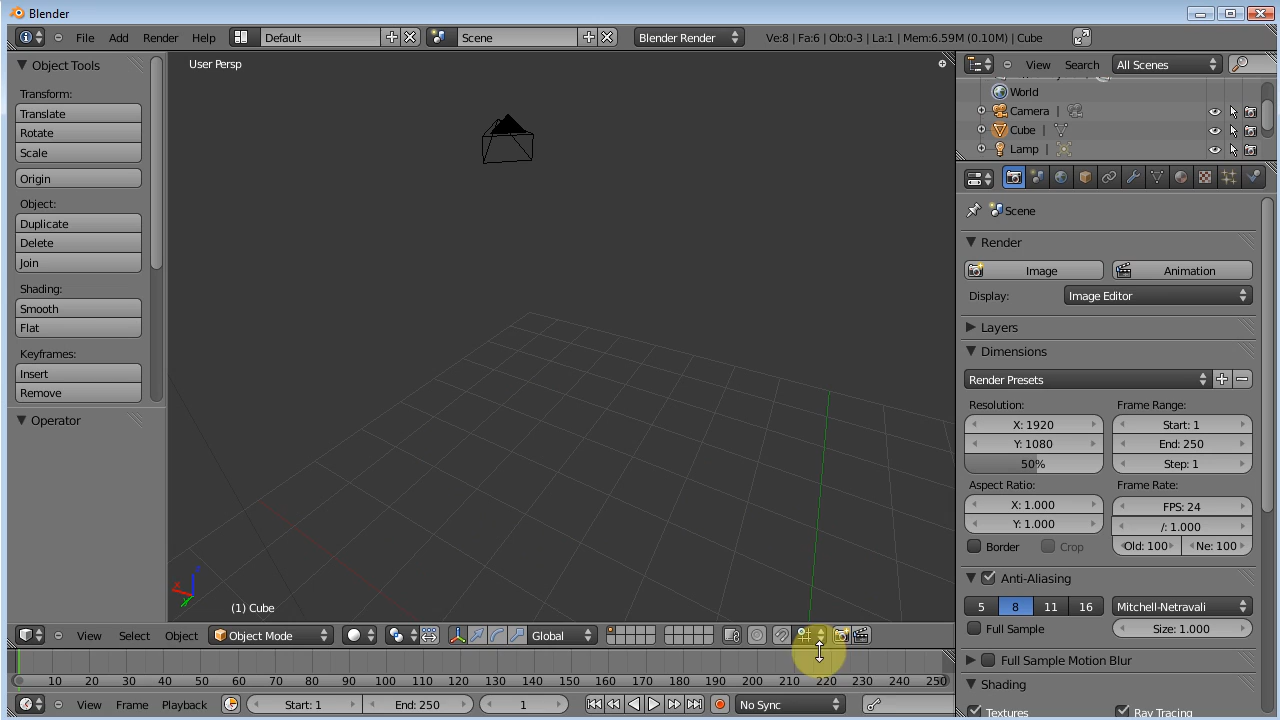 Blender
File Add Render Help Default Scene Blender Render Ve:8 | Fa:6 | Ob:0-3 | La:1 | Mem:6.59M (0.10M) | Cube
Object Tools
Transform:
Translate
Rotate
Scale
Origin
Object:
Duplicate
Delete
Join
Shading:
Smooth
Flat
Keyframes:
Insert
Remove
Operator
User Persp
(1) Cube
View Select Object Object Mode Global
10 20 30 40 50 60 70 80 90 100 110 120 130 140 150 160 170 180 190 200 210 220 230 240 250
View Frame Playback Start: 1 End: 250 1 No Sync
View Search All Scenes
World
Camera
Cube
Lamp
Scene
Render
Image Animation
Display: Image Editor
Layers
Dimensions
Render Presets
Resolution: Frame Range:
X: 1920 Start: 1
Y: 1080 End: 250
50% Step: 1
Aspect Ratio: Frame Rate:
X: 1.000 FPS: 24
Y: 1.000 /: 1.000
Border Crop Old: 100 Ne: 100
Anti-Aliasing
5 8 11 16 Mitchell-Netravali
Full Sample Size: 1.000
Full Sample Motion Blur
Shading
Textures Ray Tracing